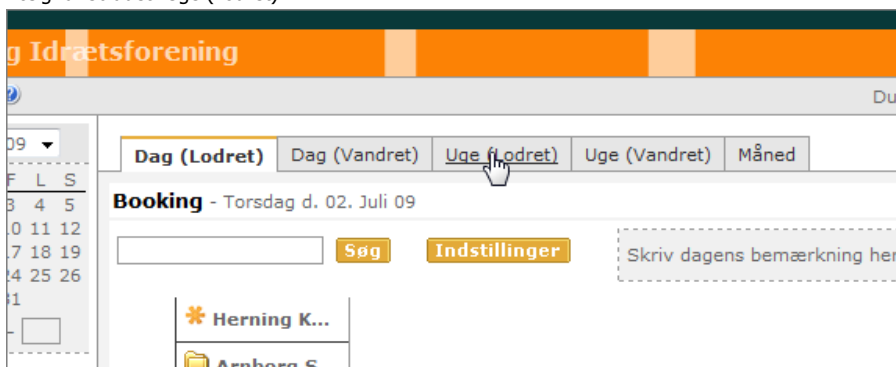 g Idrætsforening
Du
09
Dag (Lodret) Dag (Vandret) Uge (Lodret) Uge (Vandret) Måned
F L S
3 4 5
10 11 12
17 18 19
24 25 26
31
Booking - Torsdag d. 02. Juli 09
Søg Indstillinger Skriv dagens bemærkning her
Herning K...
Arnborg S